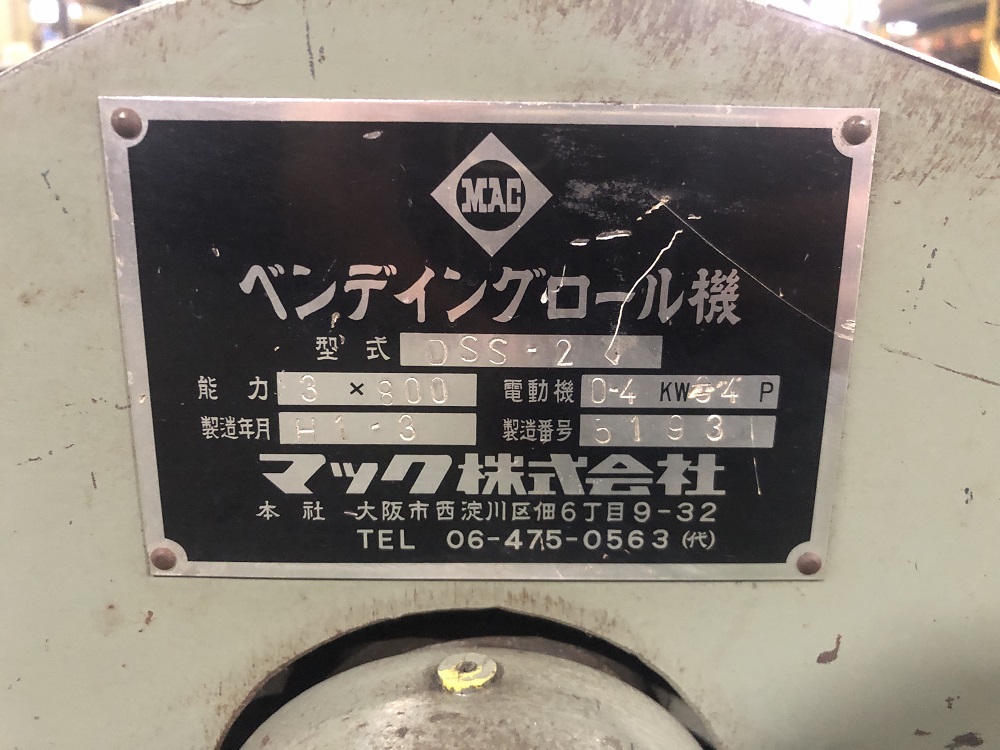 MAC
ベンデイングロール機
型式 DSS-2
能力 3 × 800 電動機 0-4 KW 4 P
製造年月 H1-3 製造番号 5193
マック株式会社
本社 大阪市西淀川区佃6丁目9-32
TEL 06-475-0563 (代)